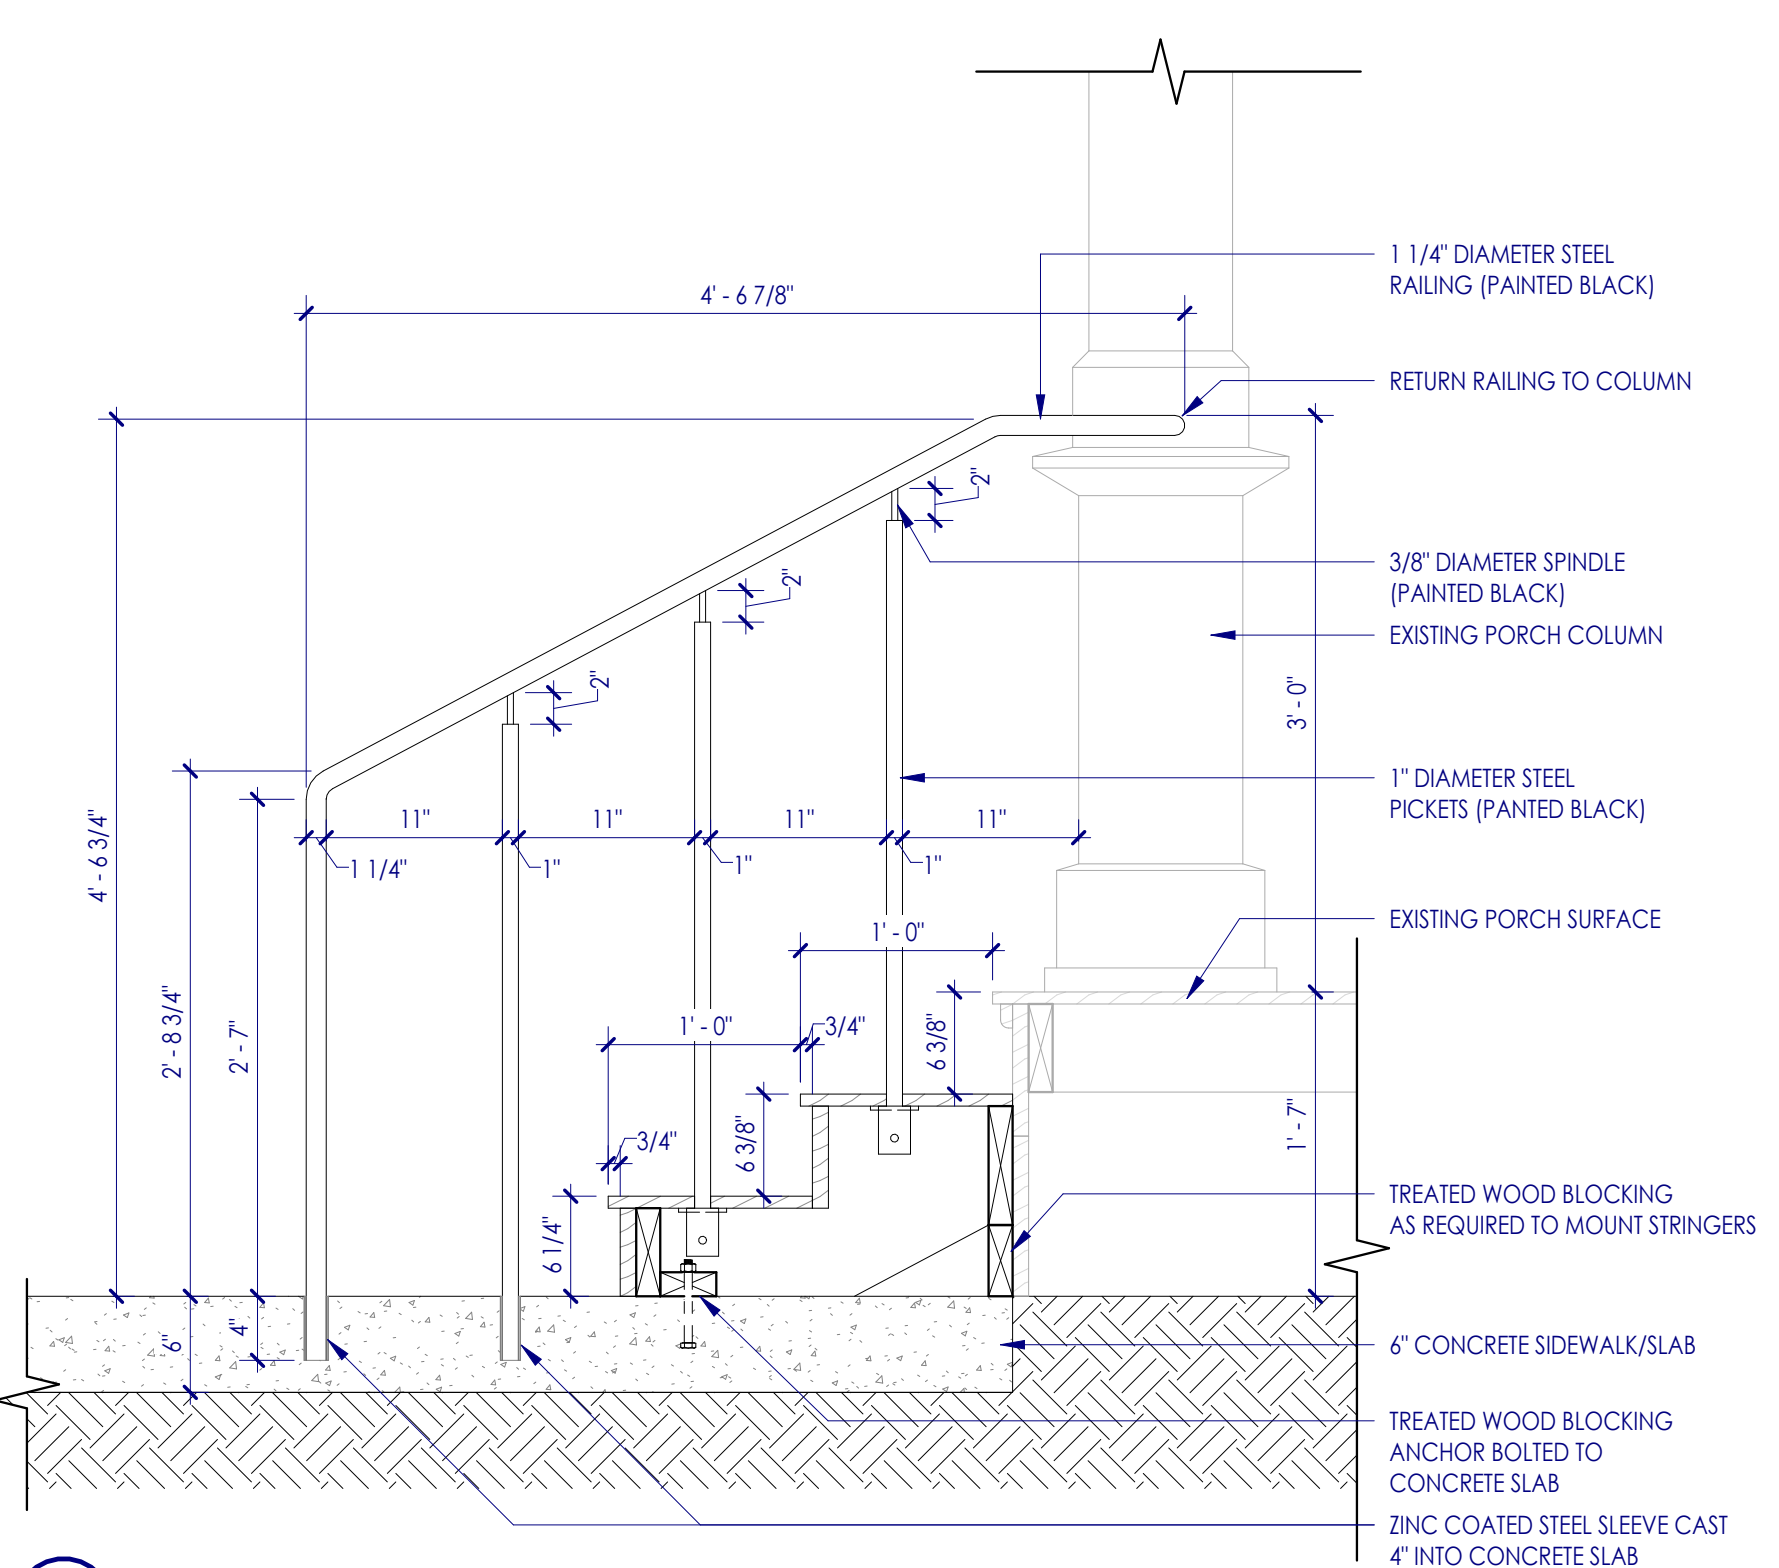 4' - 6 7/8"
1 1/4" DIAMETER STEEL
RAILING (PAINTED BLACK)
RETURN RAILING TO COLUMN
2"
3/8" DIAMETER SPINDLE
(PAINTED BLACK)
2"
EXISTING PORCH COLUMN
2"
3' - 0"
1" DIAMETER STEEL
PICKETS (PANTED BLACK)
11"
11"
11"
11"
1 1/4"
1"
1"
1"
4' - 6 3/4"
EXISTING PORCH SURFACE
1' - 0"
2' - 8 3/4"
2' - 7"
1' - 0"
3/4"
6 3/8"
3/4"
6 3/8"
1' - 7"
6 1/4"
TREATED WOOD BLOCKING
AS REQUIRED TO MOUNT STRINGERS
6"
4"
6" CONCRETE SIDEWALK/SLAB
TREATED WOOD BLOCKING
ANCHOR BOLTED TO
CONCRETE SLAB
ZINC COATED STEEL SLEEVE CAST
4" INTO CONCRETE SLAB